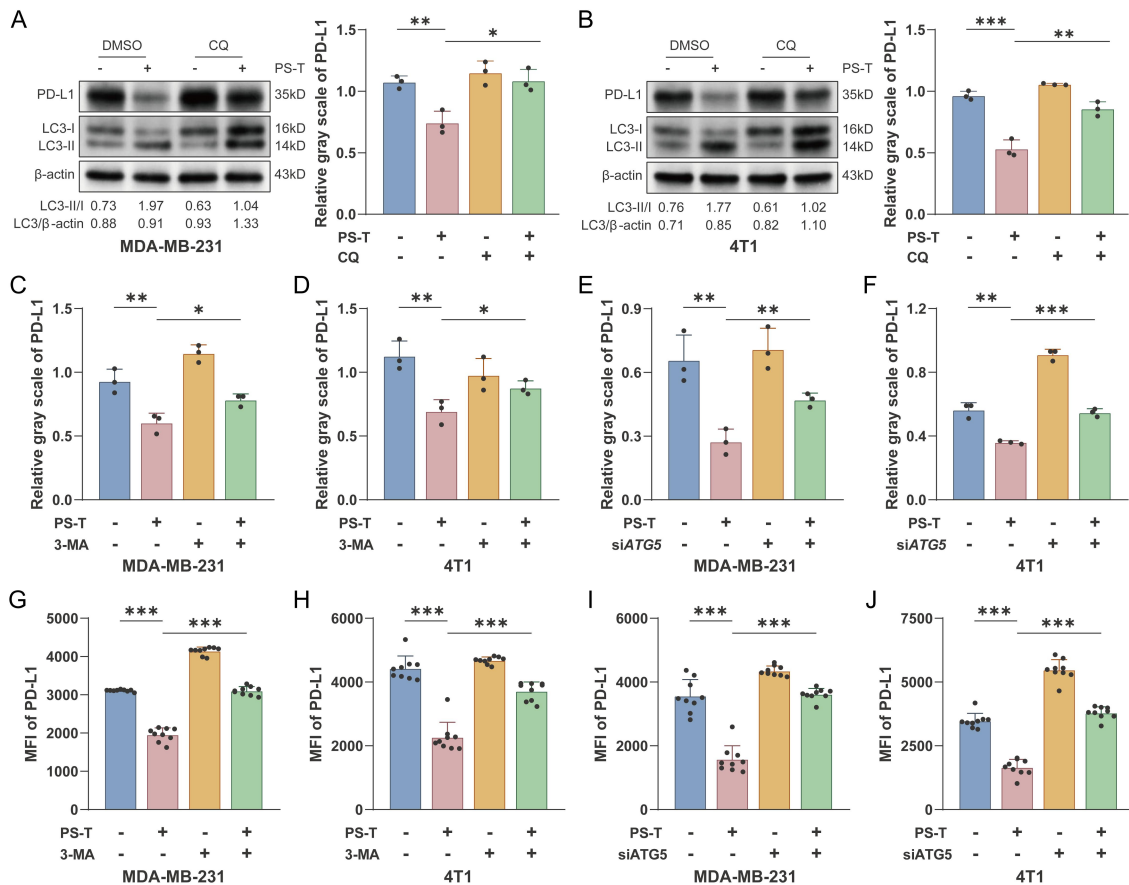 A
DMSO CQ
- + - + PS-T
PD-L1 35kD
LC3-I 16kD
LC3-II 14kD
β-actin 43kD
LC3-II/I 0.73 1.97 0.63 1.04
LC3/β-actin 0.88 0.91 0.93 1.33
MDA-MB-231
Relative gray scale of PD-L1
1.5
1.0
0.5
0.0
** *
PS-T - + - +
CQ - - + +
B
DMSO CQ
- + - + PS-T
PD-L1 35kD
LC3-I 16kD
LC3-II 14kD
β-actin 43kD
LC3-II/I 0.76 1.77 0.61 1.02
LC3/β-actin 0.71 0.85 0.82 1.10
4T1
Relative gray scale of PD-L1
1.5
1.0
0.5
0.0
*** **
PS-T - + - +
CQ - - + +
C
Relative gray scale of PD-L1
1.5
1.0
0.5
0.0
** *
PS-T - + - +
3-MA - - + +
MDA-MB-231
D
Relative gray scale of PD-L1
1.5
1.0
0.5
0.0
** *
PS-T - + - +
3-MA - - + +
4T1
E
Relative gray scale of PD-L1
0.9
0.6
0.3
0.0
** **
PS-T - + - +
siATG5 - - + +
MDA-MB-231
F
Relative gray scale of PD-L1
1.2
0.8
0.4
0.0
** ***
PS-T - + - +
siATG5 - - + +
4T1
G
MFI of PD-L1
5000
4000
3000
2000
1000
0
*** ***
PS-T - + - +
3-MA - - + +
MDA-MB-231
H
MFI of PD-L1
6000
4000
2000
0
*** ***
PS-T - + - +
3-MA - - + +
4T1
I
MFI of PD-L1
6000
4000
2000
0
*** ***
PS-T - + - +
siATG5 - - + +
MDA-MB-231
J
MFI of PD-L1
7500
5000
2500
0
*** ***
PS-T - + - +
siATG5 - - + +
4T1